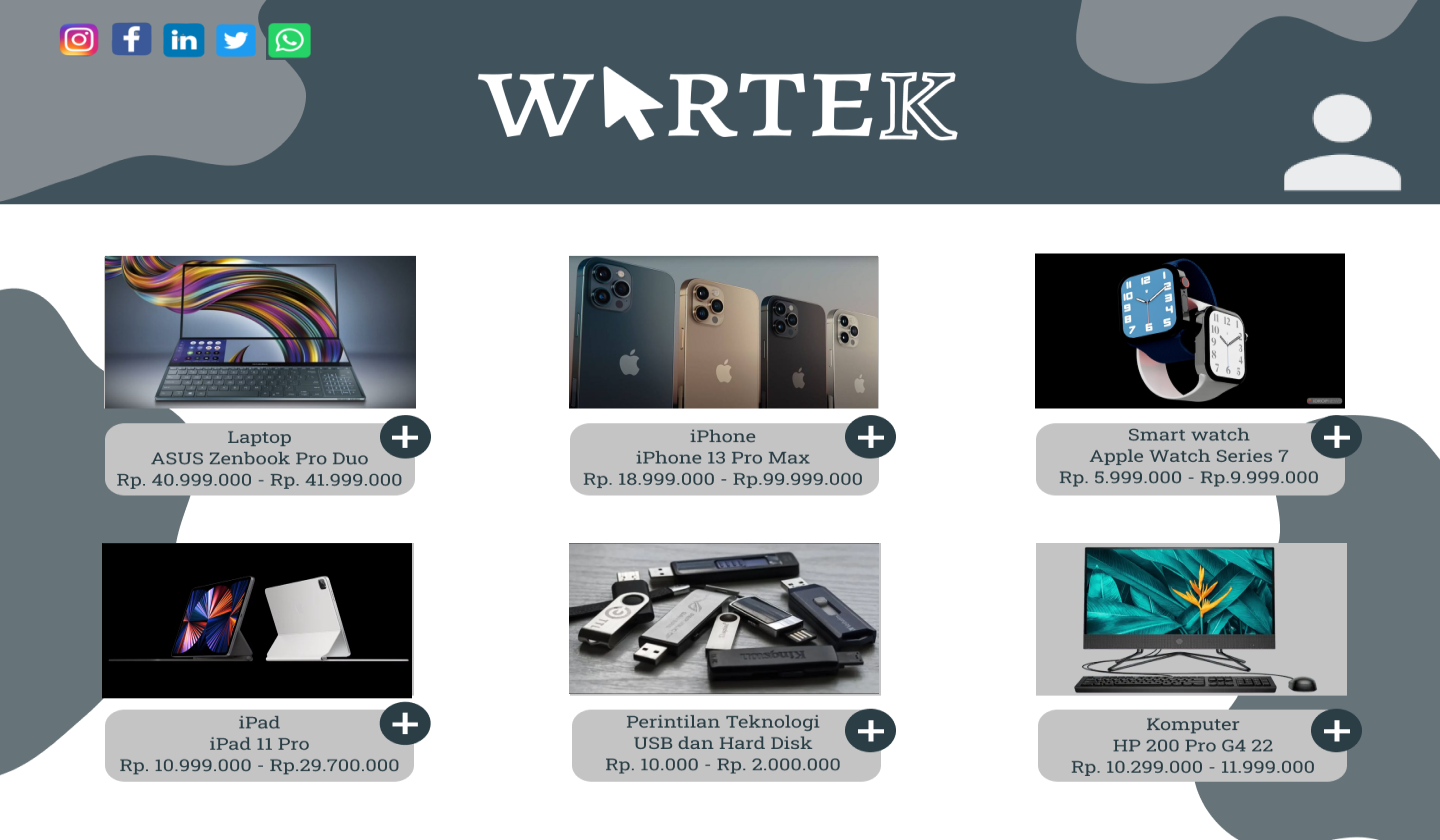 WARTEK
Laptop
ASUS Zenbook Pro Duo
Rp. 40.999.000 - Rp. 41.999.000
iPhone
iPhone 13 Pro Max
Rp. 18.999.000 - Rp.99.999.000
Smart watch
Apple Watch Series 7
Rp. 5.999.000 - Rp.9.999.000
iPad
iPad 11 Pro
Rp. 10.999.000 - Rp.29.700.000
Perintilan Teknologi
USB dan Hard Disk
Rp. 10.000 - Rp. 2.000.000
Komputer
HP 200 Pro G4 22
Rp. 10.299.000 - 11.999.000